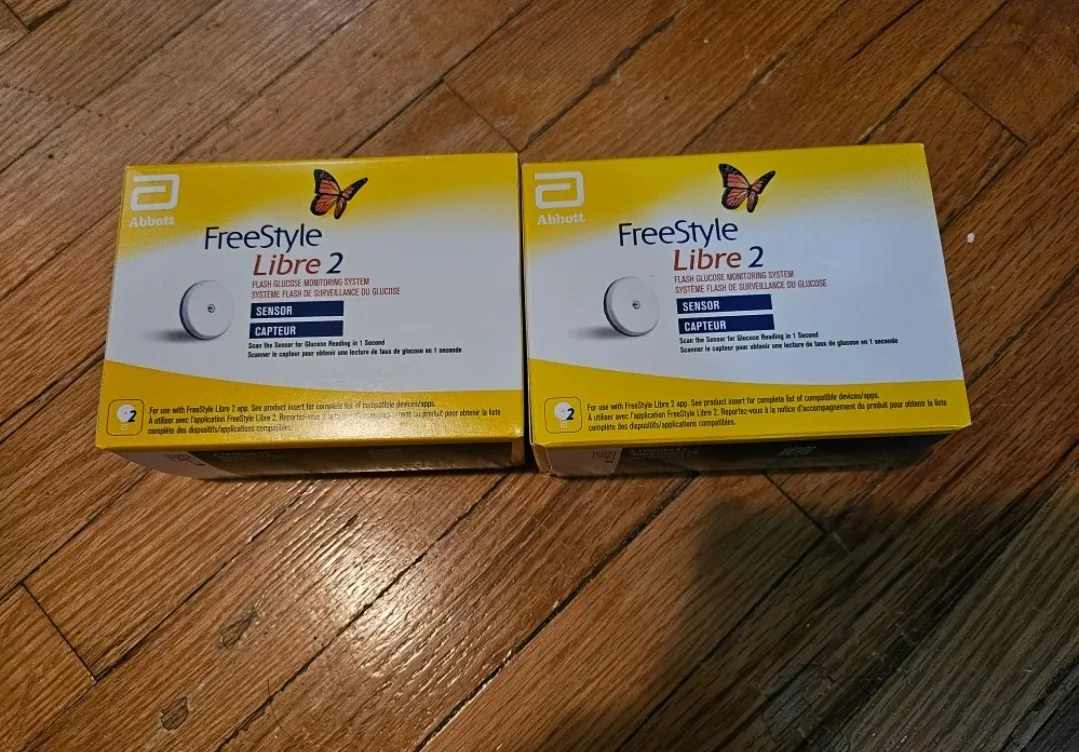 Abbott
FreeStyle
Libre 2
FLASH GLUCOSE MONITORING SYSTEM
SYSTÈME FLASH DE SURVEILLANCE DU GLUCOSE
SENSOR
CAPTEUR
Scan the Sensor for Glucose Reading in 1 Second
Scanner le capteur pour obtenir une lecture de taux de glucose en 1 seconde
2
For use with FreeStyle Libre 2 app. See product insert for complete list of compatible devices/apps.
À utiliser avec l'application FreeStyle Libre 2. Reportez-vous à la notice d'accompagnement du produit pour obtenir la liste
complète des dispositifs/applications compatibles.
Abbott
FreeStyle
Libre 2
FLASH GLUCOSE MONITORING SYSTEM
SYSTÈME FLASH DE SURVEILLANCE DU GLUCOSE
SENSOR
CAPTEUR
Scan the Sensor for Glucose Reading in 1 Second
Scanner le capteur pour obtenir une lecture de taux de glucose en 1 seconde
2
For use with FreeStyle Libre 2 app. See product insert for complete list of compatible devices/apps.
À utiliser avec l'application FreeStyle Libre 2. Reportez-vous à la notice d'accompagnement du produit pour obtenir la liste
complète des dispositifs/applications compatibles.